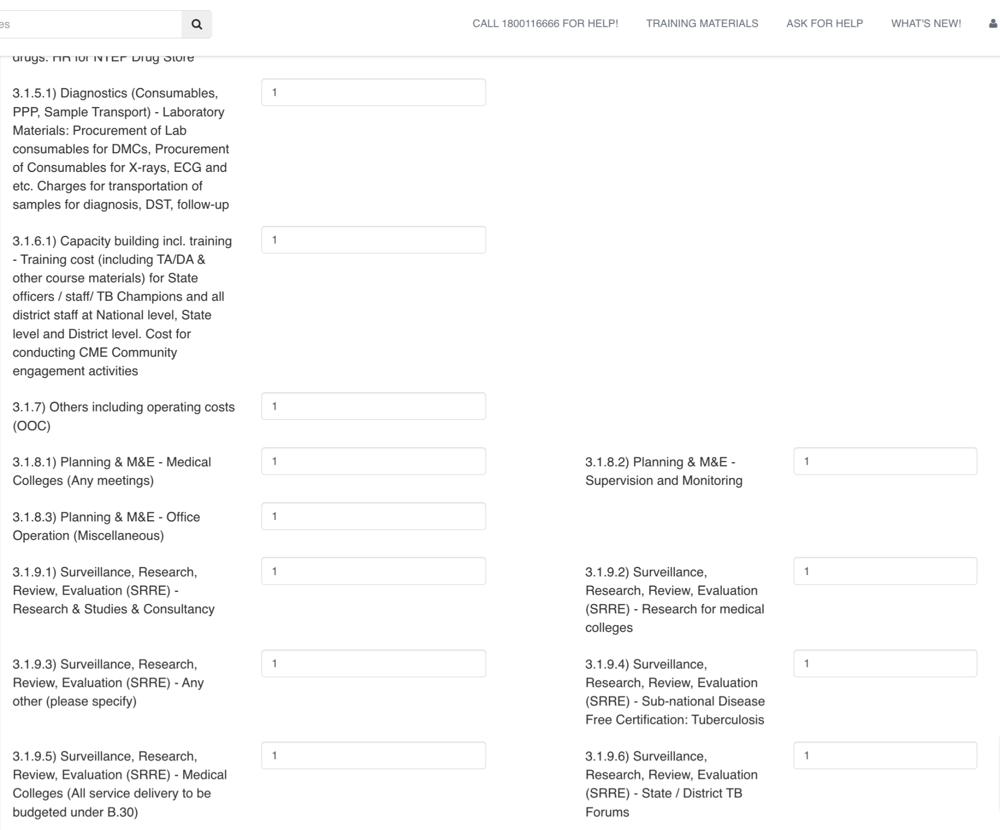 es
CALL 1800116666 FOR HELP! TRAINING MATERIALS ASK FOR HELP WHAT'S NEW!
drugs. HR for NTEP Drug Store
3.1.5.1) Diagnostics (Consumables,
PPP, Sample Transport) - Laboratory
Materials: Procurement of Lab
consumables for DMCs, Procurement
of Consumables for X-rays, ECG and
etc. Charges for transportation of
samples for diagnosis, DST, follow-up
1
3.1.6.1) Capacity building incl. training
- Training cost (including TA/DA &
other course materials) for State
officers / staff/ TB Champions and all
district staff at National level, State
level and District level. Cost for
conducting CME Community
engagement activities
1
3.1.7) Others including operating costs
(OOC)
1
3.1.8.1) Planning & M&E - Medical
Colleges (Any meetings)
1
3.1.8.2) Planning & M&E -
Supervision and Monitoring
1
3.1.8.3) Planning & M&E - Office
Operation (Miscellaneous)
1
3.1.9.1) Surveillance, Research,
Review, Evaluation (SRRE) -
Research & Studies & Consultancy
1
3.1.9.2) Surveillance,
Research, Review, Evaluation
(SRRE) - Research for medical
colleges
1
3.1.9.3) Surveillance, Research,
Review, Evaluation (SRRE) - Any
other (please specify)
1
3.1.9.4) Surveillance,
Research, Review, Evaluation
(SRRE) - Sub-national Disease
Free Certification: Tuberculosis
1
3.1.9.5) Surveillance, Research,
Review, Evaluation (SRRE) - Medical
Colleges (All service delivery to be
budgeted under B.30)
1
3.1.9.6) Surveillance,
Research, Review, Evaluation
(SRRE) - State / District TB
Forums
1